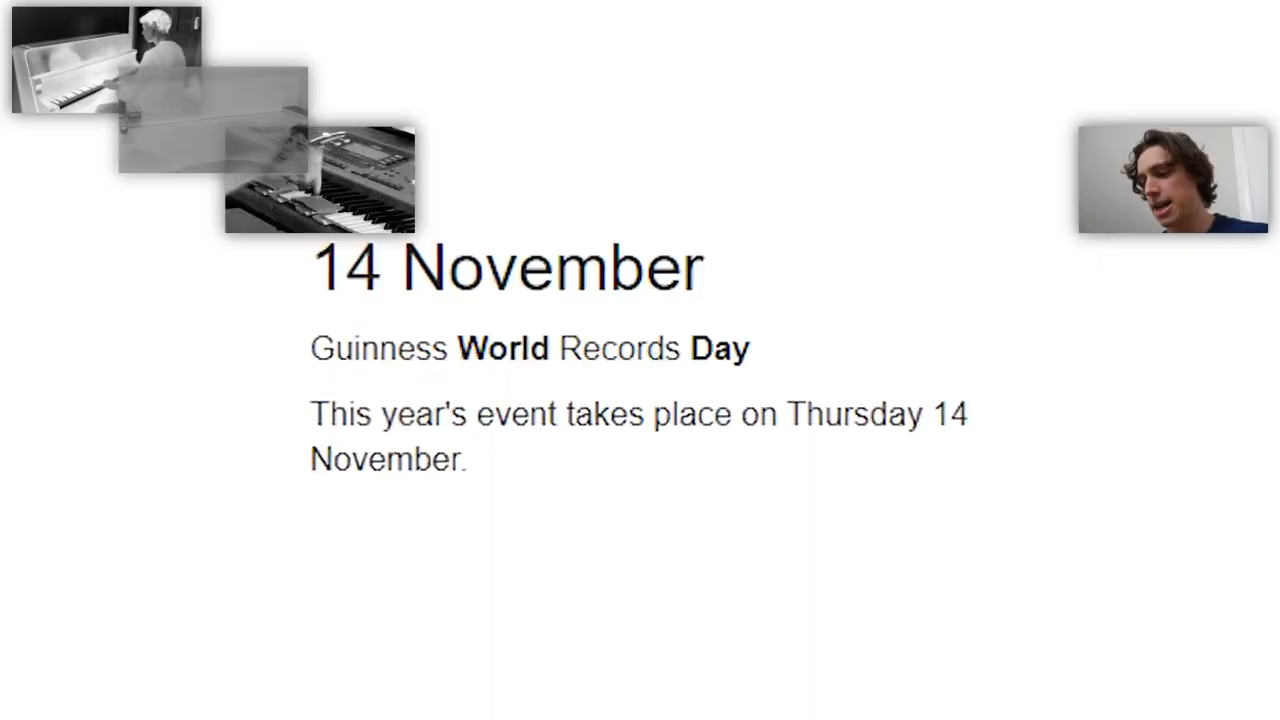 14 November
Guinness World Records Day
This year's event takes place on Thursday 14
November.